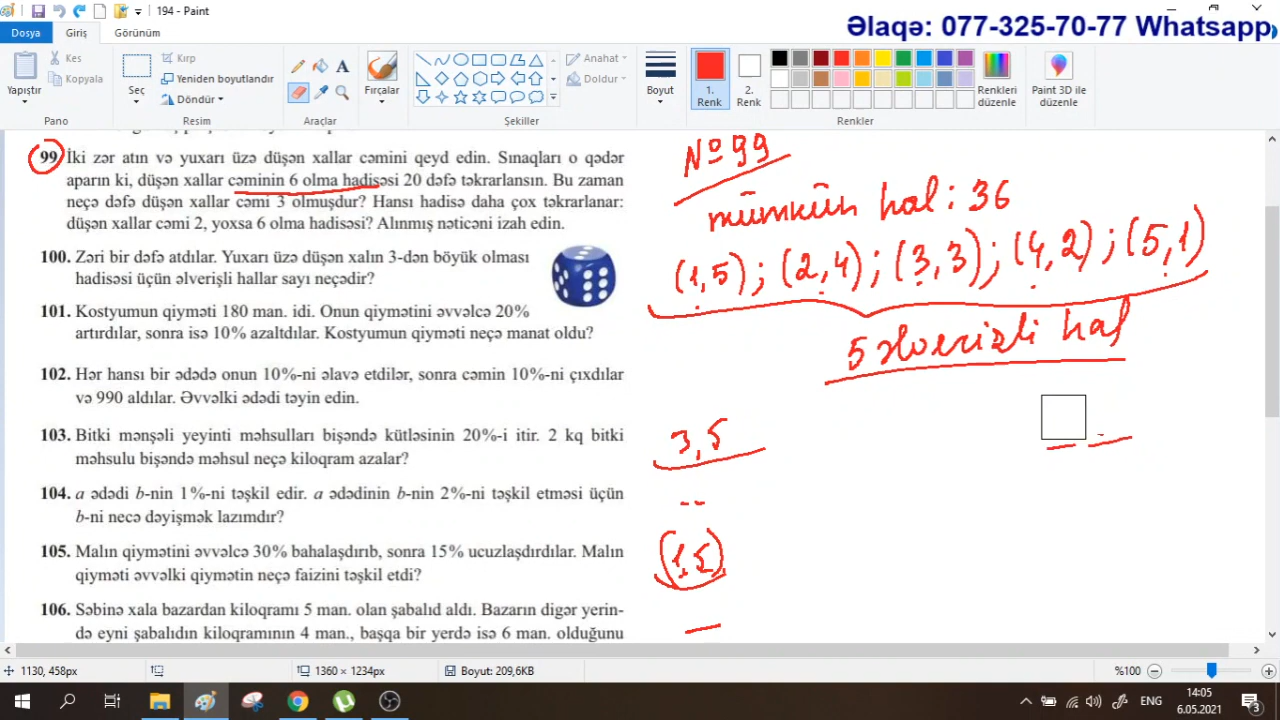 194 - Paint
Əlaqə: 077-325-70-77 Whatsapp
Dosya Giriş Görünüm
Yapıştır
Kes
Kopyala
Pano
Seç
Kırp
Yeniden boyutlandır
Döndür
Resim
A
Araçlar
Fırçalar
Anahat
Doldur
Şekiller
Boyut
1. Renk
2. Renk
Renkleri düzenle
Paint 3D ile düzenle
Renkler
99 İki zər atın və yuxarı üzə düşən xallar cəmini qeyd edin. Sınaqları o qədər
aparın ki, düşən xallar cəminin 6 olma hadisəsi 20 dəfə təkrarlansın. Bu zaman
neçə dəfə düşən xallar cəmi 3 olmuşdur? Hansı hadisə daha çox təkrarlanar:
düşən xallar cəmi 2, yoxsa 6 olma hadisəsi? Alınmış nəticəni izah edin.
100. Zəri bir dəfə atdılar. Yuxarı üzə düşən xalın 3-dən böyük olması
hadisəsi üçün əlverişli hallar sayı neçədir?
101. Kostyumun qiyməti 180 man. idi. Onun qiymətini əvvəlcə 20%
artırdılar, sonra isə 10% azaltdılar. Kostyumun qiyməti neçə manat oldu?
102. Hər hansı bir ədədə onun 10%-ni əlavə etdilər, sonra cəmin 10%-ni çıxdılar
və 990 aldılar. Əvvəlki ədədi təyin edin.
103. Bitki mənşəli yeyinti məhsulları bişəndə kütləsinin 20%-i itir. 2 kq bitki
məhsulu bişəndə məhsul neçə kiloqram azalar?
104. a ədədi b-nin 1%-ni təşkil edir. a ədədinin b-nin 2%-ni təşkil etməsi üçün
b-ni necə dəyişmək lazımdır?
105. Malın qiymətini əvvəlcə 30% bahalaşdırıb, sonra 15% ucuzlaşdırdılar. Malın
qiyməti əvvəlki qiymətin neçə faizini təşkil etdi?
106. Səbinə xala bazardan kiloqramı 5 man. olan şabalıd aldı. Bazarın digər yerin-
də eyni şabalıdın kiloqramının 4 man., başqa bir yerdə isə 6 man. olduğunu
№ 99
mümkün hal: 36
(1,5); (2,4); (3,3); (4,2); (5,1)
5 əlverişli hal
3,5
(1,5)
1130, 458px
1360 × 1234px
Boyut: 209,6KB
%100
ENG
14:05
6.05.2021
3